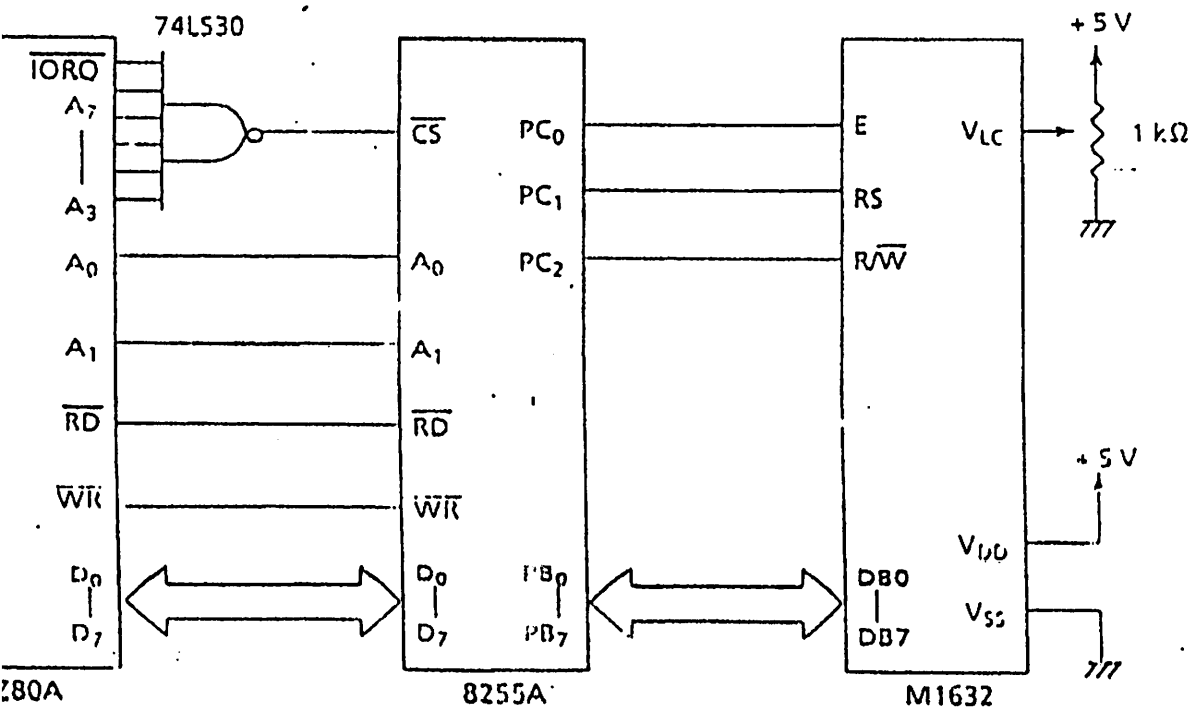 74LS30
+ 5 V
IORQ
A7
A3
CS
PC0
E
VLC
1 kΩ
PC1
RS
A0
A0
PC2
R/W
A1
A1
RD
RD
+ 5 V
WR
WR
VDD
D0
D0
PB0
DB0
VSS
D7
D7
PB7
DB7
Z80A
8255A
M1632